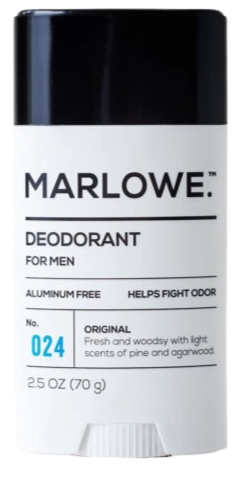 MARLOWE.™
DEODORANT
FOR MEN
ALUMINUM FREE HELPS FIGHT ODOR
No.
024
ORIGINAL
Fresh and woodsy with light
scents of pine and agarwood.
2.5 OZ (70 g)